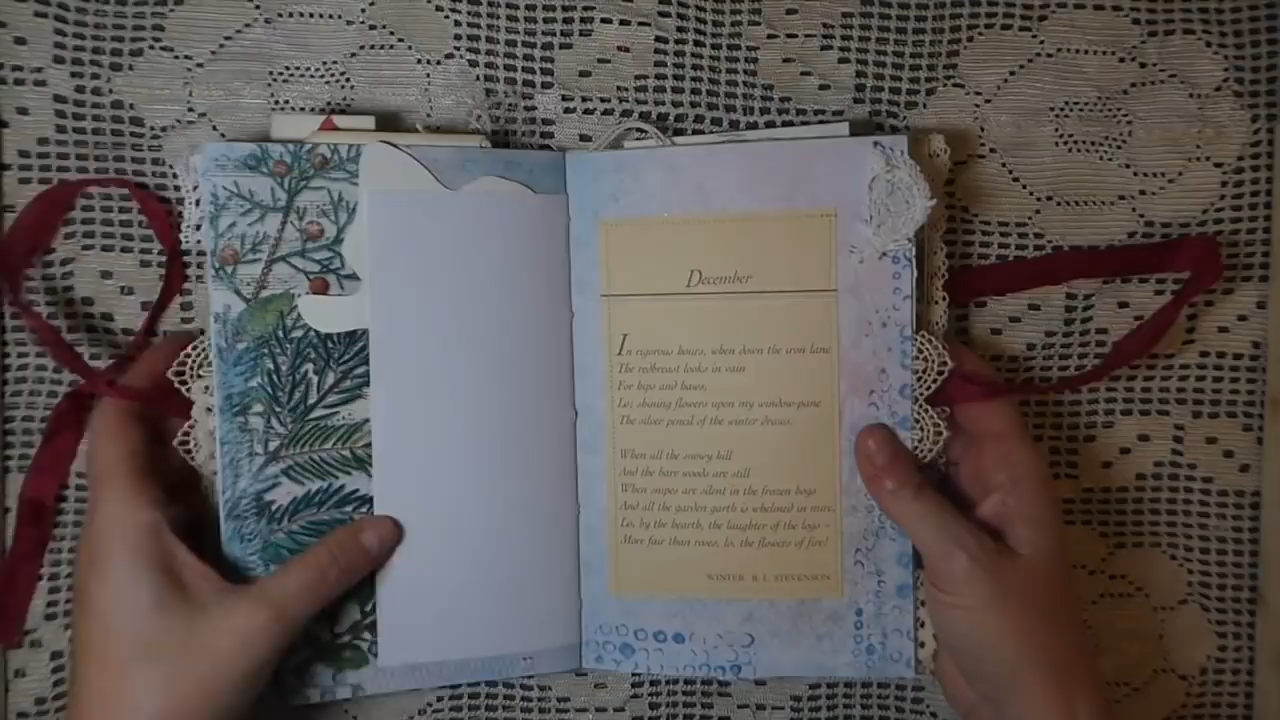 December
In rigorous hours, when down the iron lane
The redbreast looks in vain
For hips and haws,
Lo; shining flowers upon my window-pane
The silver pencil of the winter draws.
When all the snowy hill
And the bare woods are still
When snipes are silent in the frozen bogs
And all the garden garth is whelmed in mire,
Lo, by the hearth, the laughter of the logs –
More fair than roses, lo, the flowers of fire!
WINTER R. L. STEVENSON